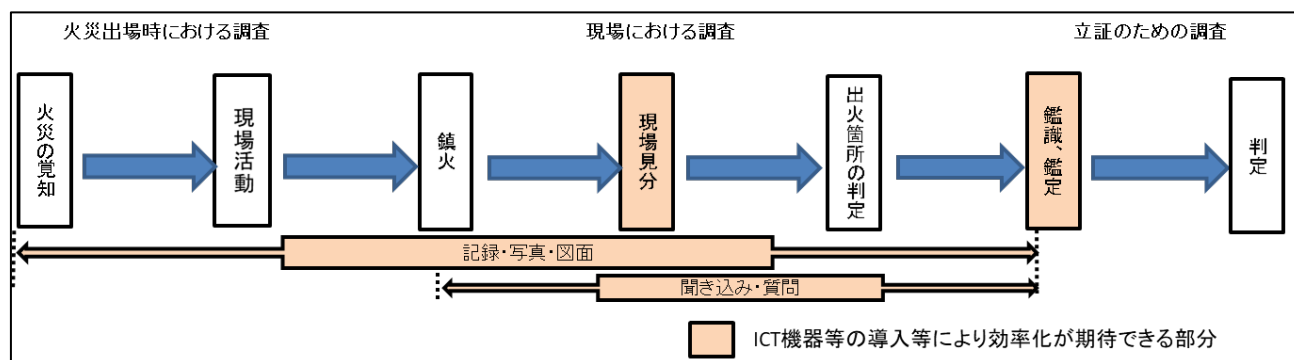 火災出場時における調査
現場における調査
立証のための調査
火災の覚知
現場活動
鎮火
現場見分
出火箇所の判定
鑑識、鑑定
判定
記録・写真・図面
聞き込み・質問
ICT機器等の導入等により効率化が期待できる部分